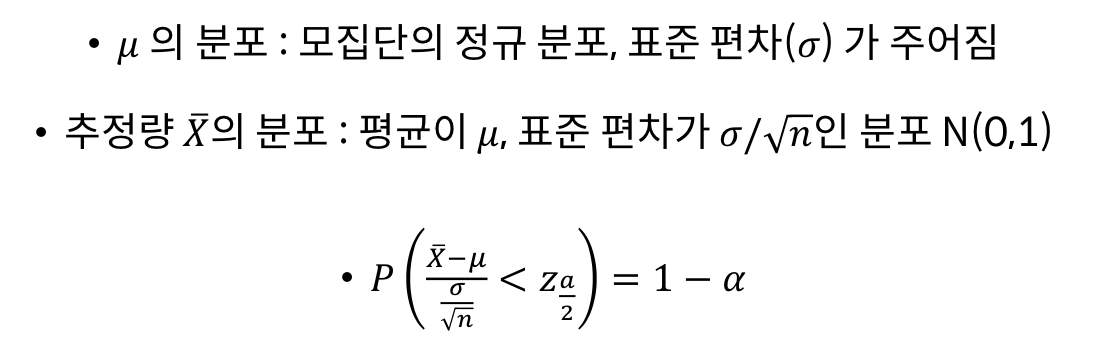 • μ 의 분포 : 모집단의 정규 분포, 표준 편차(σ) 가 주어짐
• 추정량 X̄의 분포 : 평균이 μ, 표준 편차가 σ/√n인 분포 N(0,1)
• P((X̄−μ)/(σ/√n) < z_(a/2)) = 1 − α